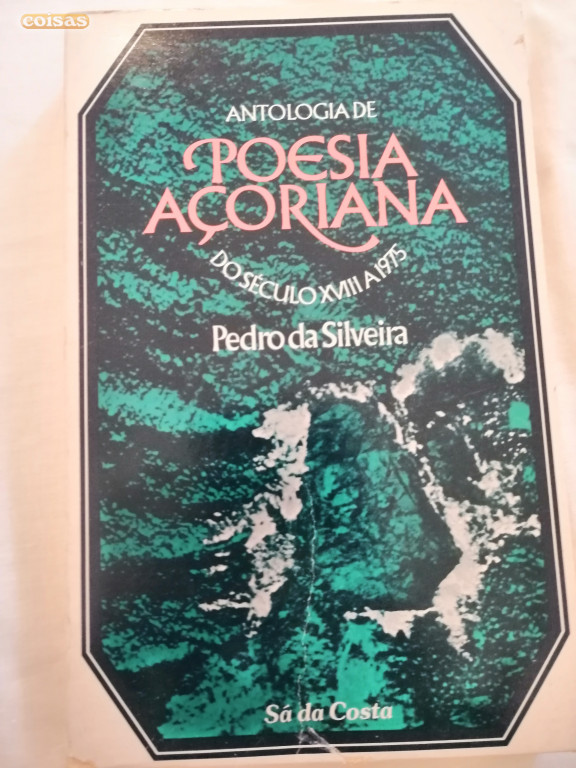 coisas
ANTOLOGIA DE
POESIA
AÇORIANA
DO SÉCULO XVIII A 1975
Pedro da Silveira
Sá da Costa